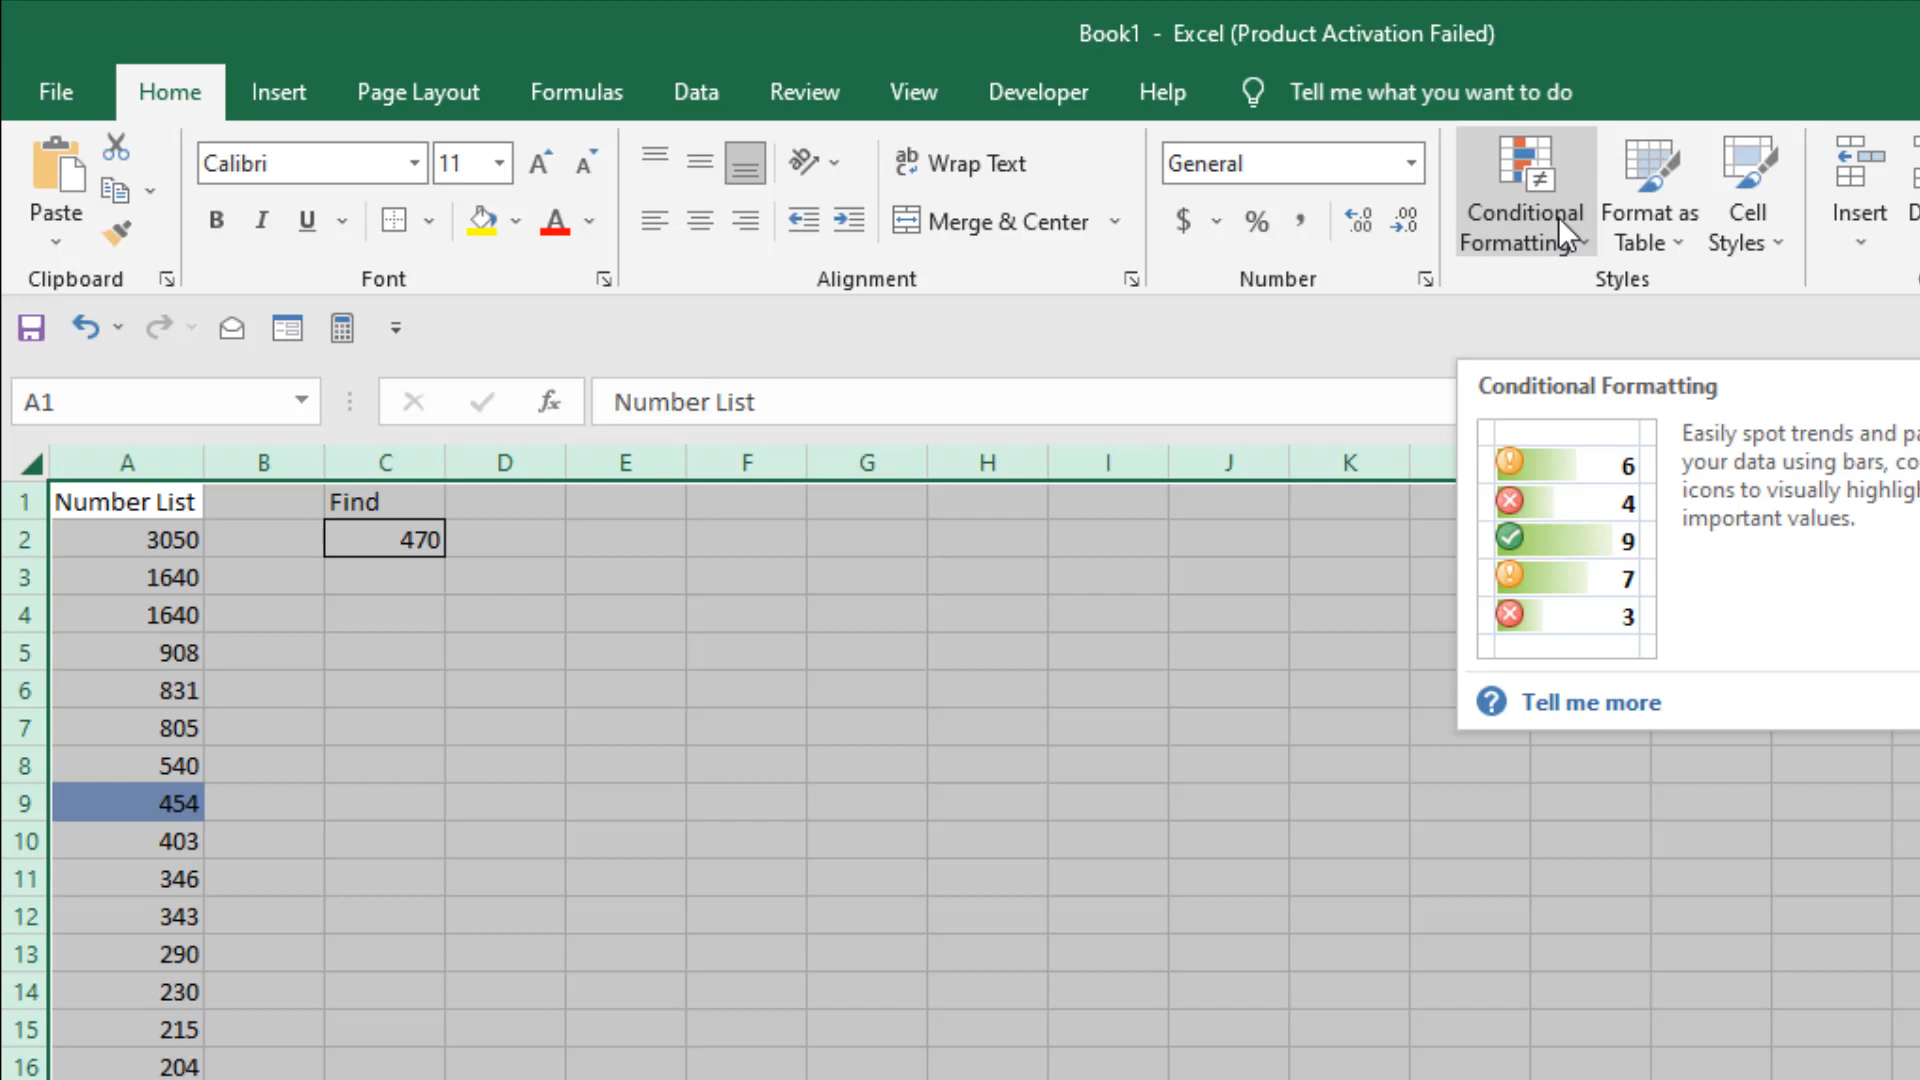 Book1 - Excel (Product Activation Failed)
File Home Insert Page Layout Formulas Data Review View Developer Help Tell me what you want to do
Paste
Clipboard
Calibri 11
B I U A
Font
Wrap Text
Merge & Center
Alignment
General
$ % ,
Number
Conditional Formatting
Format as Table
Cell Styles
Styles
Insert
A1
fx
Number List
Conditional Formatting
Easily spot trends and
your data using bars,
icons to visually
important values.
6
4
9
7
3
Tell me more
A B C D E F G H I J K
1 Number List Find
2 3050 470
3 1640
4 1640
5 908
6 831
7 805
8 540
9 454
10 403
11 346
12 343
13 290
14 230
15 215
16 204